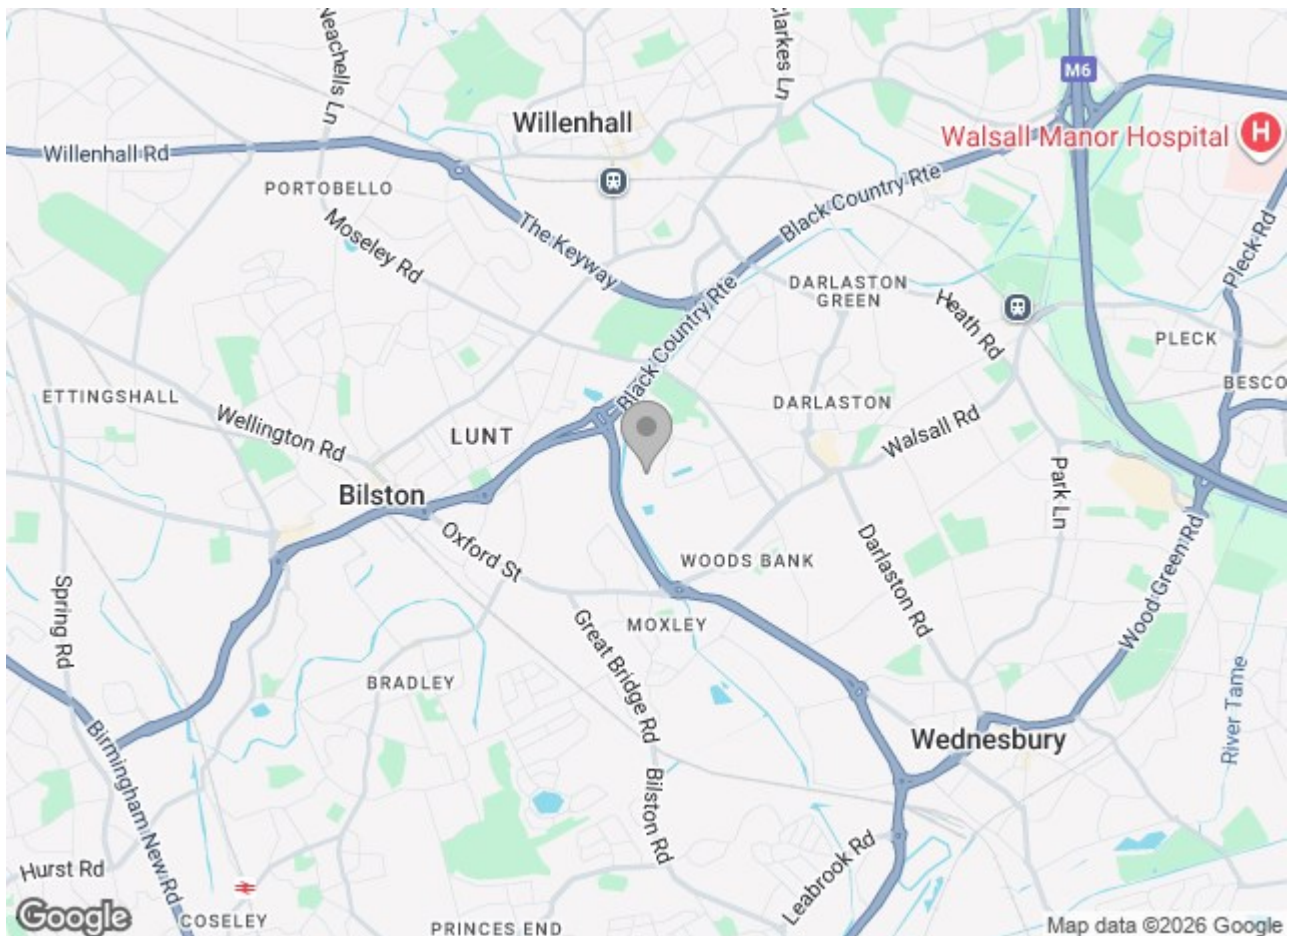 Neachells Ln
Clarkes Ln
M6
Willenhall
Walsall Manor Hospital
H
Willenhall Rd
PORTOBELLO
Black Country Rte
Moseley Rd
The Keyway
Pleck Rd
DARLASTON
GREEN
Heath Rd
Black Country Rte
PLECK
BESCO
ETTINGSHALL
DARLASTON
Wellington Rd
LUNT
Walsall Rd
Bilston
Park Ln
Oxford St
WOODS BANK
Darlaston Rd
Wood Green Rd
Spring Rd
MOXLEY
Great Bridge Rd
BRADLEY
River Tame
Wednesbury
Birmingham New Rd
Bilston Rd
Leabrook Rd
Hurst Rd
COSELEY
PRINCES END
Google
Map data ©2026 Google